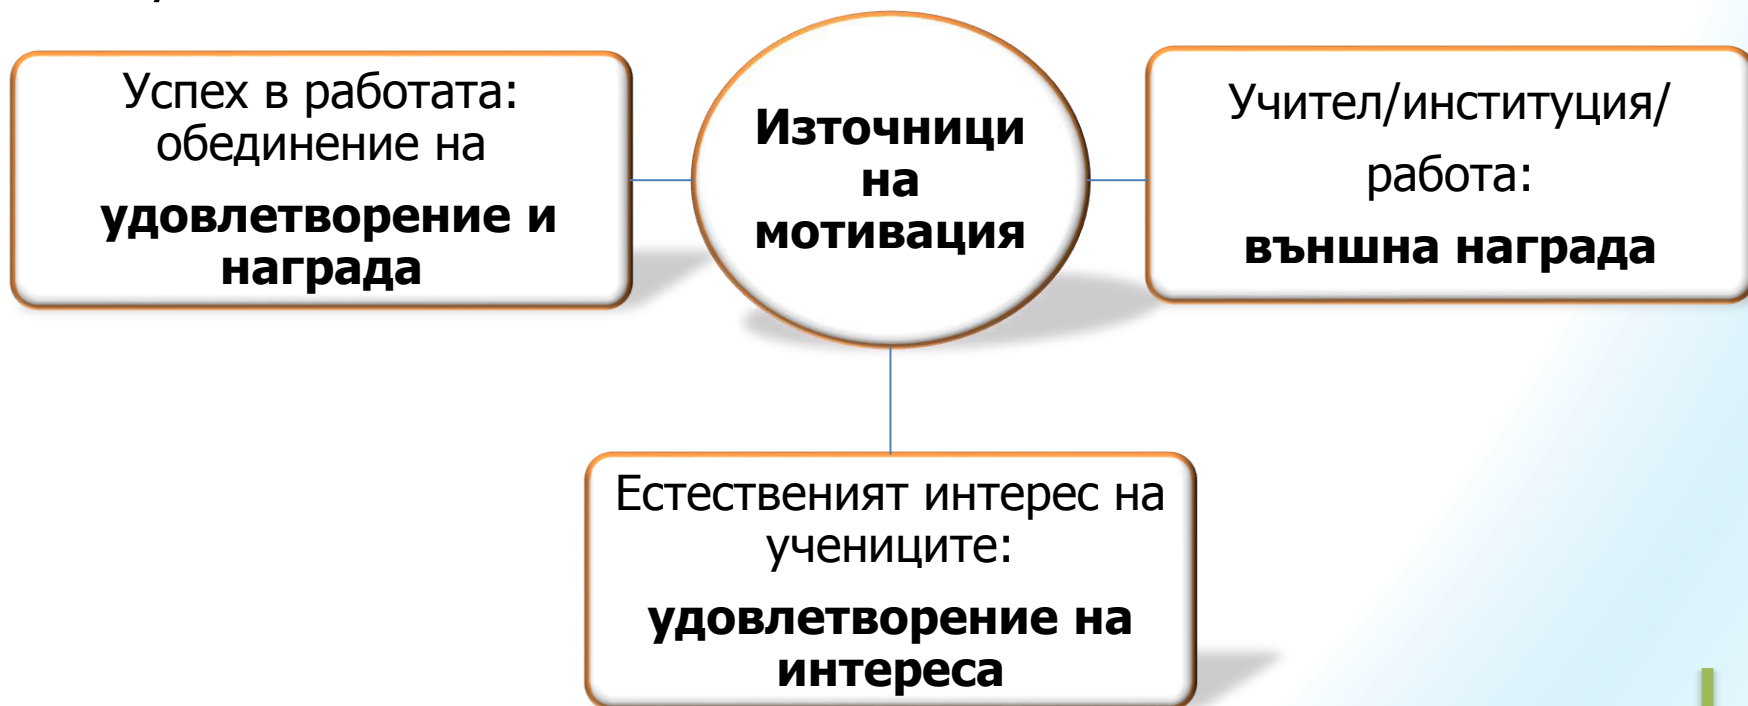 Успех в работата:
обединение на
удовлетворение и
награда
Източници
на
мотивация
Учител/институция/
работа:
външна награда
Естественият интерес на
учениците:
удовлетворение на
интереса